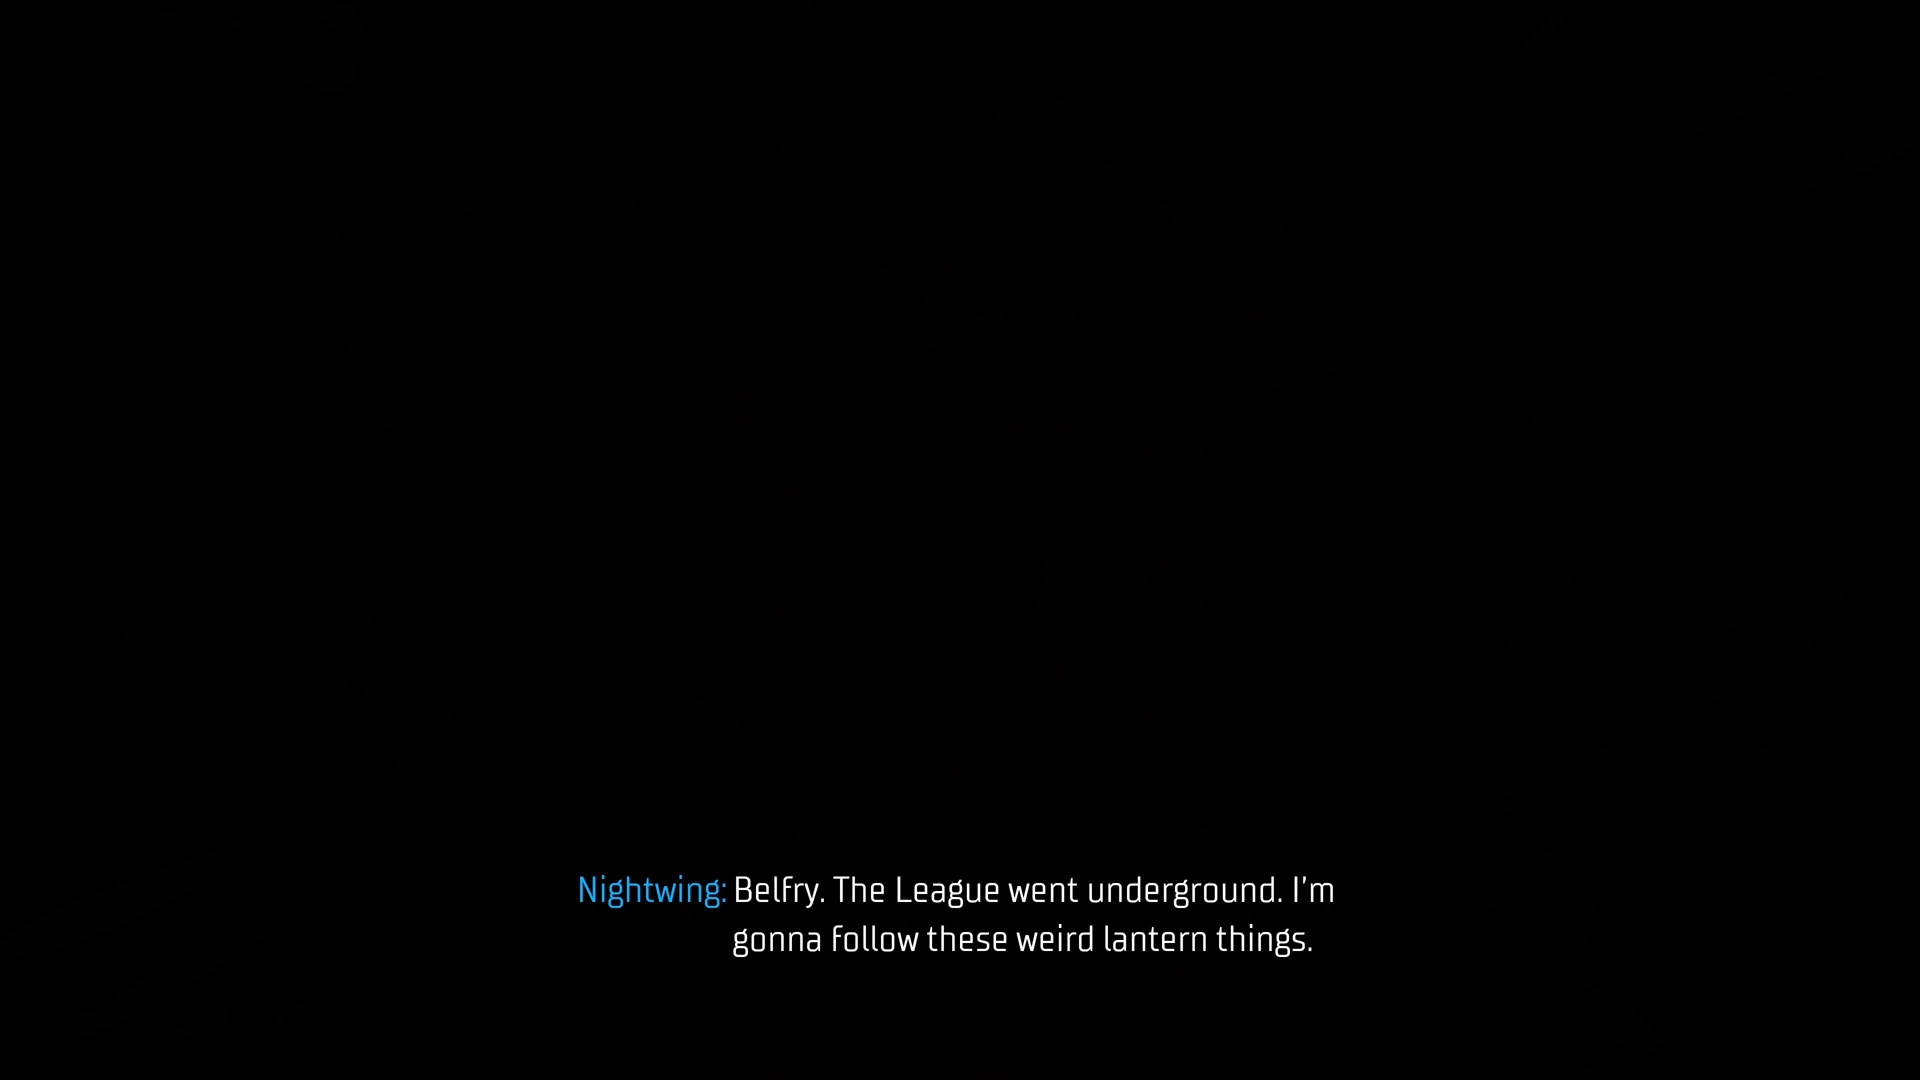 Nightwing: Belfry. The League went underground. I'm
gonna follow these weird lantern things.